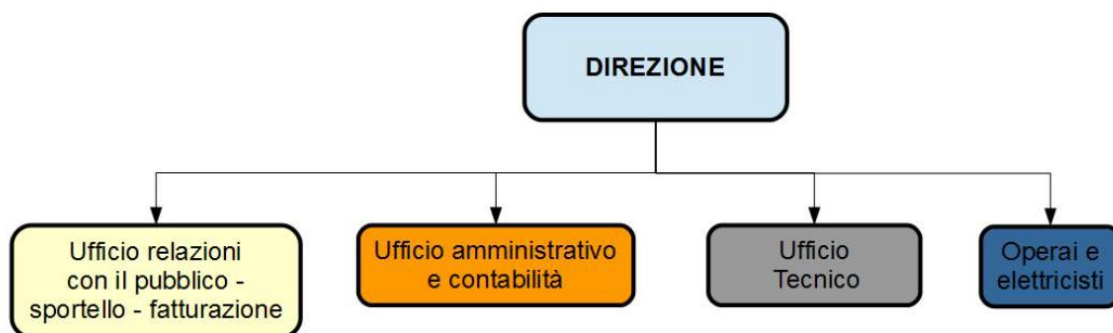 DIREZIONE
Ufficio relazioni
con il pubblico -
sportello - fatturazione
Ufficio amministrativo
e contabilità
Ufficio
Tecnico
Operai e
elettricisti